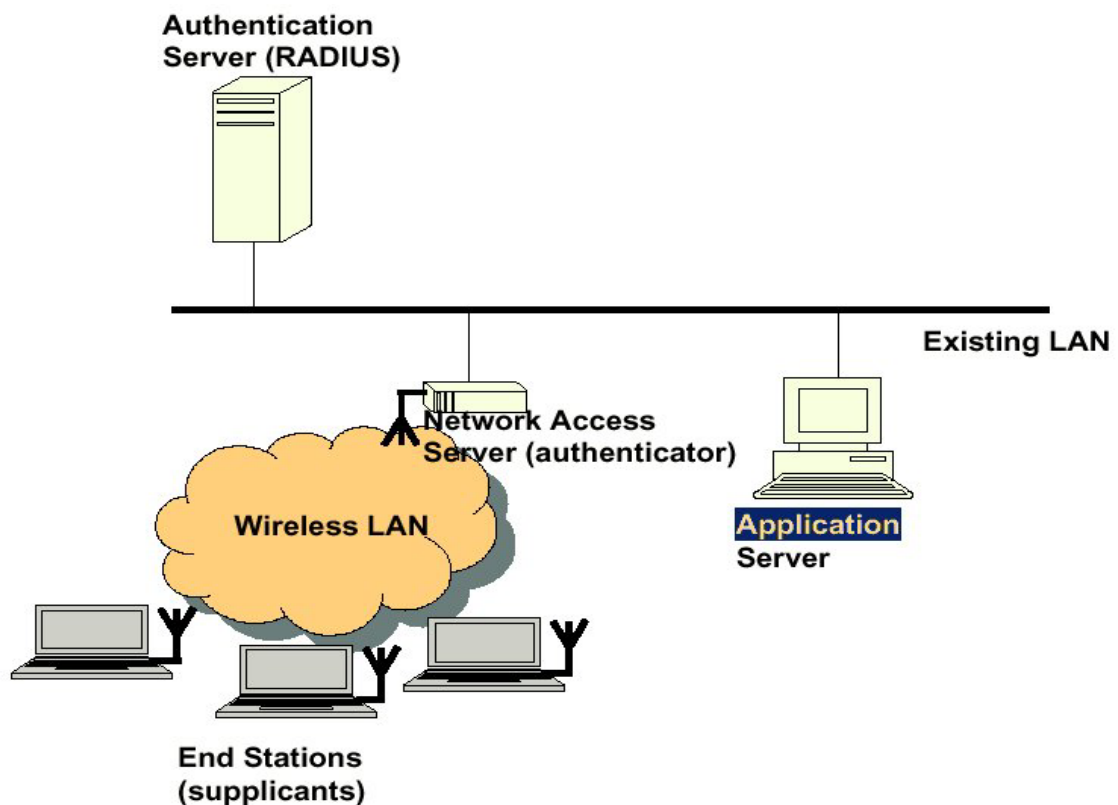 Authentication
Server (RADIUS)
Existing LAN
Network Access
Server (authenticator)
Wireless LAN
Application
Server
End Stations
(supplicants)